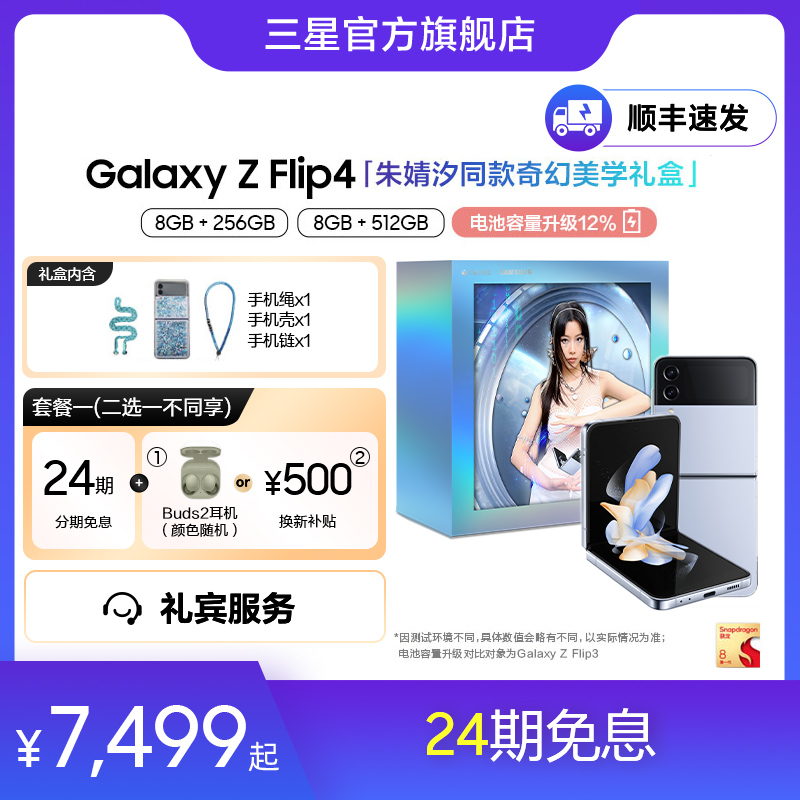 三星官方旗舰店
顺丰速发
Galaxy Z Flip4「朱婧汐同款奇幻美学礼盒」
8GB + 256GB
8GB + 512GB
电池容量升级12%
礼盒内含
手机绳x1
手机壳x1
手机链x1
套餐一(二选一不同享)
24期
分期免息
+
①
Buds2耳机
(颜色随机)
or
¥500
②
换新补贴
礼宾服务
*因测试环境不同,具体数值会略有不同,以实际情况为准;
电池容量升级对比对象为Galaxy Z Flip3
Snapdragon
骁龙
8
第一代
¥7,499起
24期免息